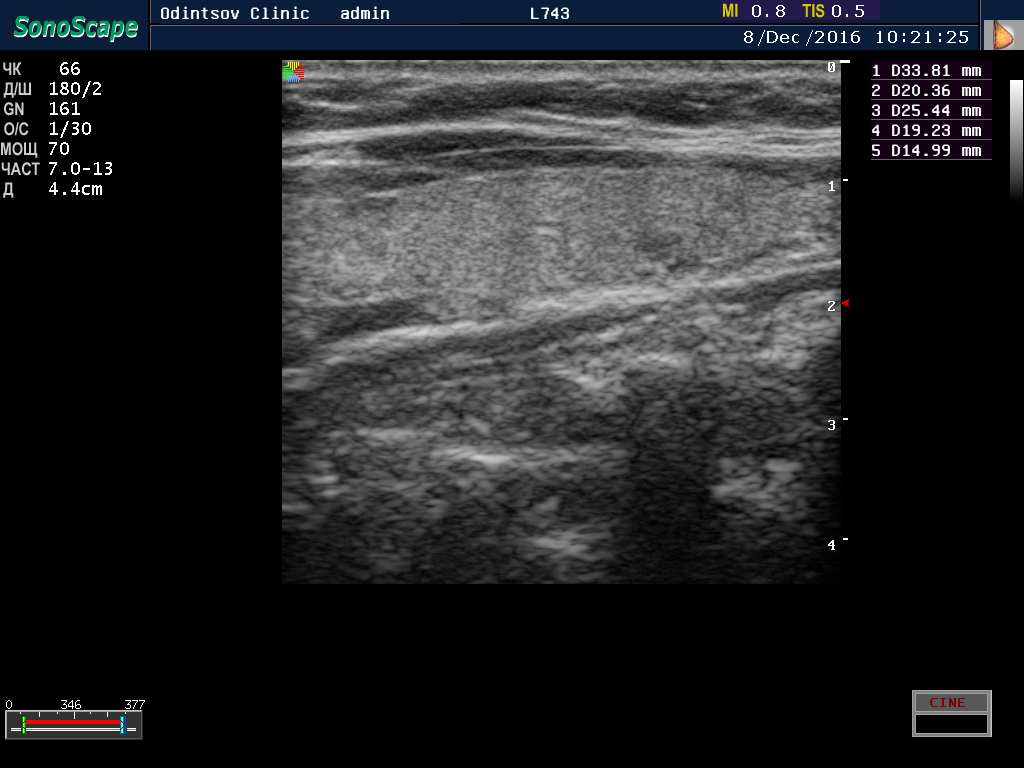 SonoScape
Odintsov Clinic admin L743 MI 0.8 TIS 0.5
8/Dec /2016 10:21:25
ЧК 66
Д/Ш 180/2
GN 161
О/С 1/30
МОЩ 70
ЧАСТ 7.0-13
Д 4.4cm
1 D33.81 mm
2 D20.36 mm
3 D25.44 mm
4 D19.23 mm
5 D14.99 mm
0
1
2
3
4
0 346 377
CINE